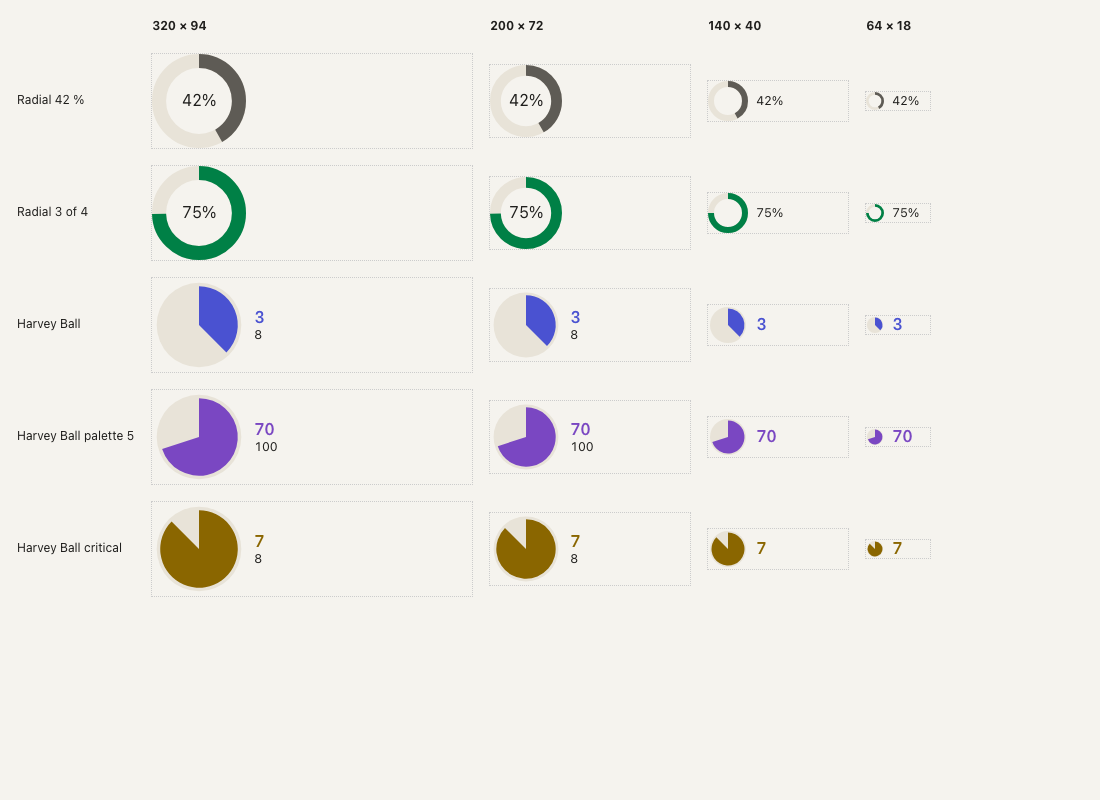 320 × 94 200 × 72 140 × 40 64 × 18
Radial 42 % 42% 42% 42% 42%
Radial 3 of 4 75% 75% 75% 75%
Harvey Ball 3 3 3 3
8 8
Harvey Ball palette 5 70 70 70 70
100 100
Harvey Ball critical 7 7 7 7
8 8